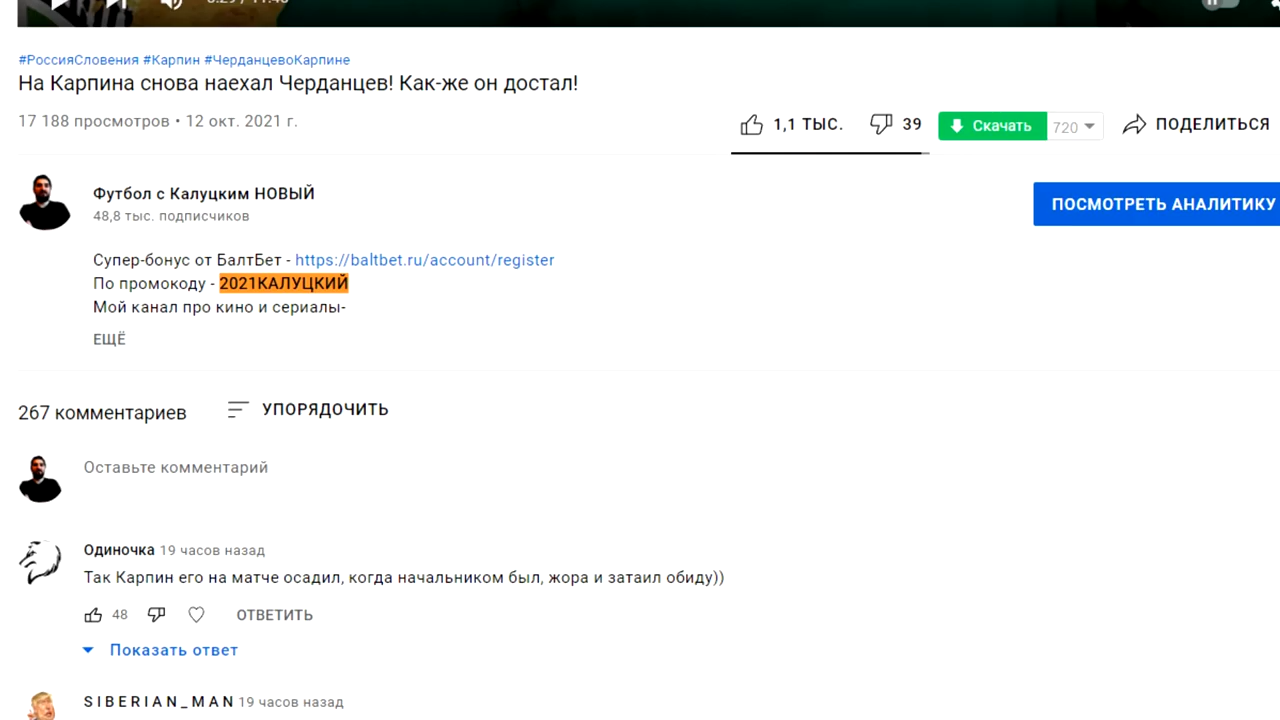 #РоссияСловения #Карпин #ЧерданцевоКарпине
На Карпина снова наехал Черданцев! Как-же он достал!
17 188 просмотров • 12 окт. 2021 г.
1,1 ТЫС. 39 Скачать 720 ПОДЕЛИТЬСЯ
Футбол с Калуцким НОВЫЙ
48,8 тыс. подписчиков
ПОСМОТРЕТЬ АНАЛИТИКУ
Супер-бонус от БалтБет - https://baltbet.ru/account/register
По промокоду - 2021КАЛУЦКИЙ
Мой канал про кино и сериалы-
ЕЩЁ
267 комментариев УПОРЯДОЧИТЬ
Оставьте комментарий
Одиночка 19 часов назад
Так Карпин его на матче осадил, когда начальником был, жора и затаил обиду))
48 ОТВЕТИТЬ
Показать ответ
S I B E R I A N _ M A N 19 часов назад